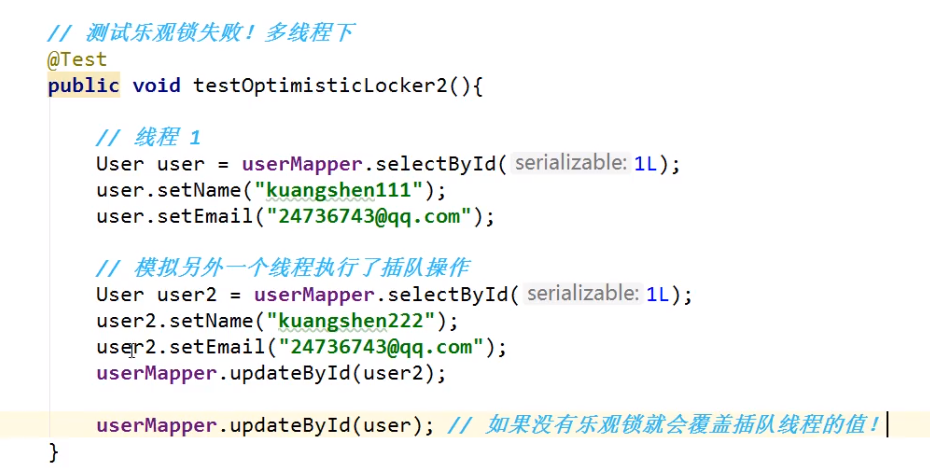 // 测试乐观锁失败！多线程下
@Test
public void testOptimisticLocker2(){
// 线程 1
User user = userMapper.selectById( serializable: 1L);
user.setName("kuangshen111");
user.setEmail("24736743@qq.com");
// 模拟另外一个线程执行了插队操作
User user2 = userMapper.selectById( serializable: 1L);
user2.setName("kuangshen222");
user2.setEmail("24736743@qq.com");
userMapper.updateById(user2);
userMapper.updateById(user); // 如果没有乐观锁就会覆盖插队线程的值！
}